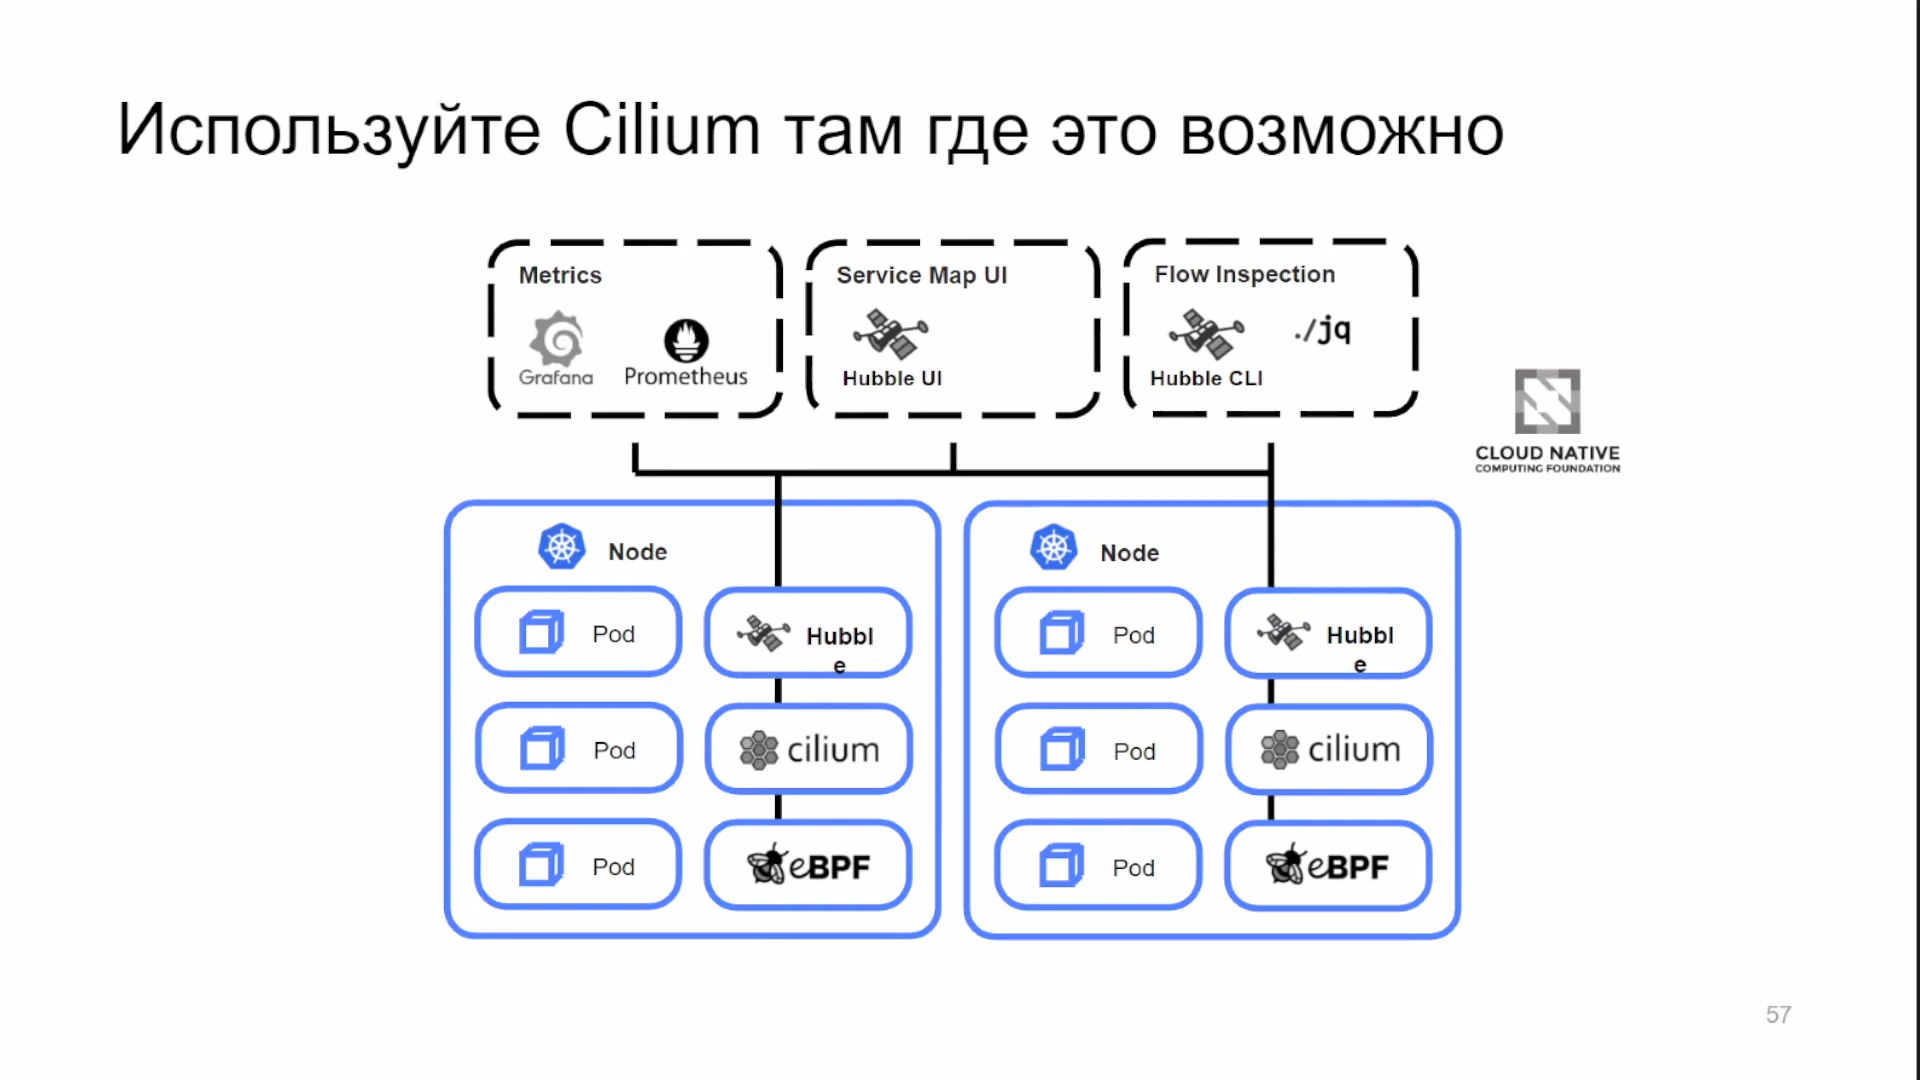 Используйте Cilium там где это возможно
Metrics
Grafana
Prometheus
Service Map UI
Hubble UI
Flow Inspection
./jq
Hubble CLI
CLOUD NATIVE
COMPUTING FOUNDATION
Node
Pod
Hubbl
e
Pod
cilium
Pod
eBPF
Node
Pod
Hubbl
e
Pod
cilium
Pod
eBPF
57